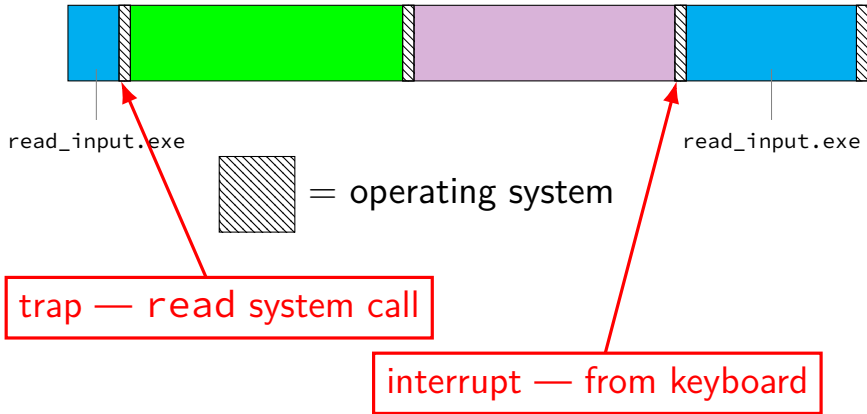 read_input.exe
read_input.exe
= operating system
trap — read system call
interrupt — from keyboard